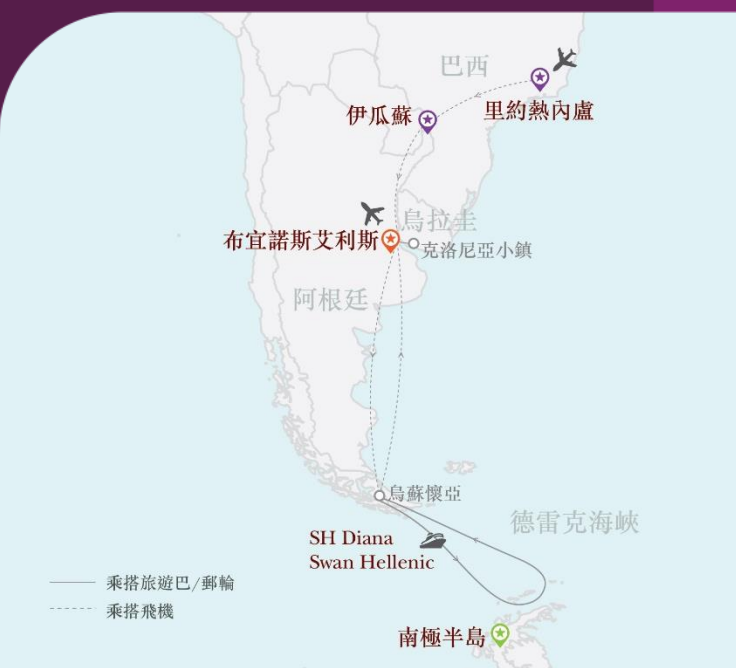 巴西
里約熱內盧
伊瓜蘇
烏拉圭
布宜諾斯艾利斯
克洛尼亞小鎮
阿根廷
烏蘇懷亞
德雷克海峽
SH Diana
Swan Hellenic
乘搭旅遊巴/郵輪
乘搭飛機
南極半島